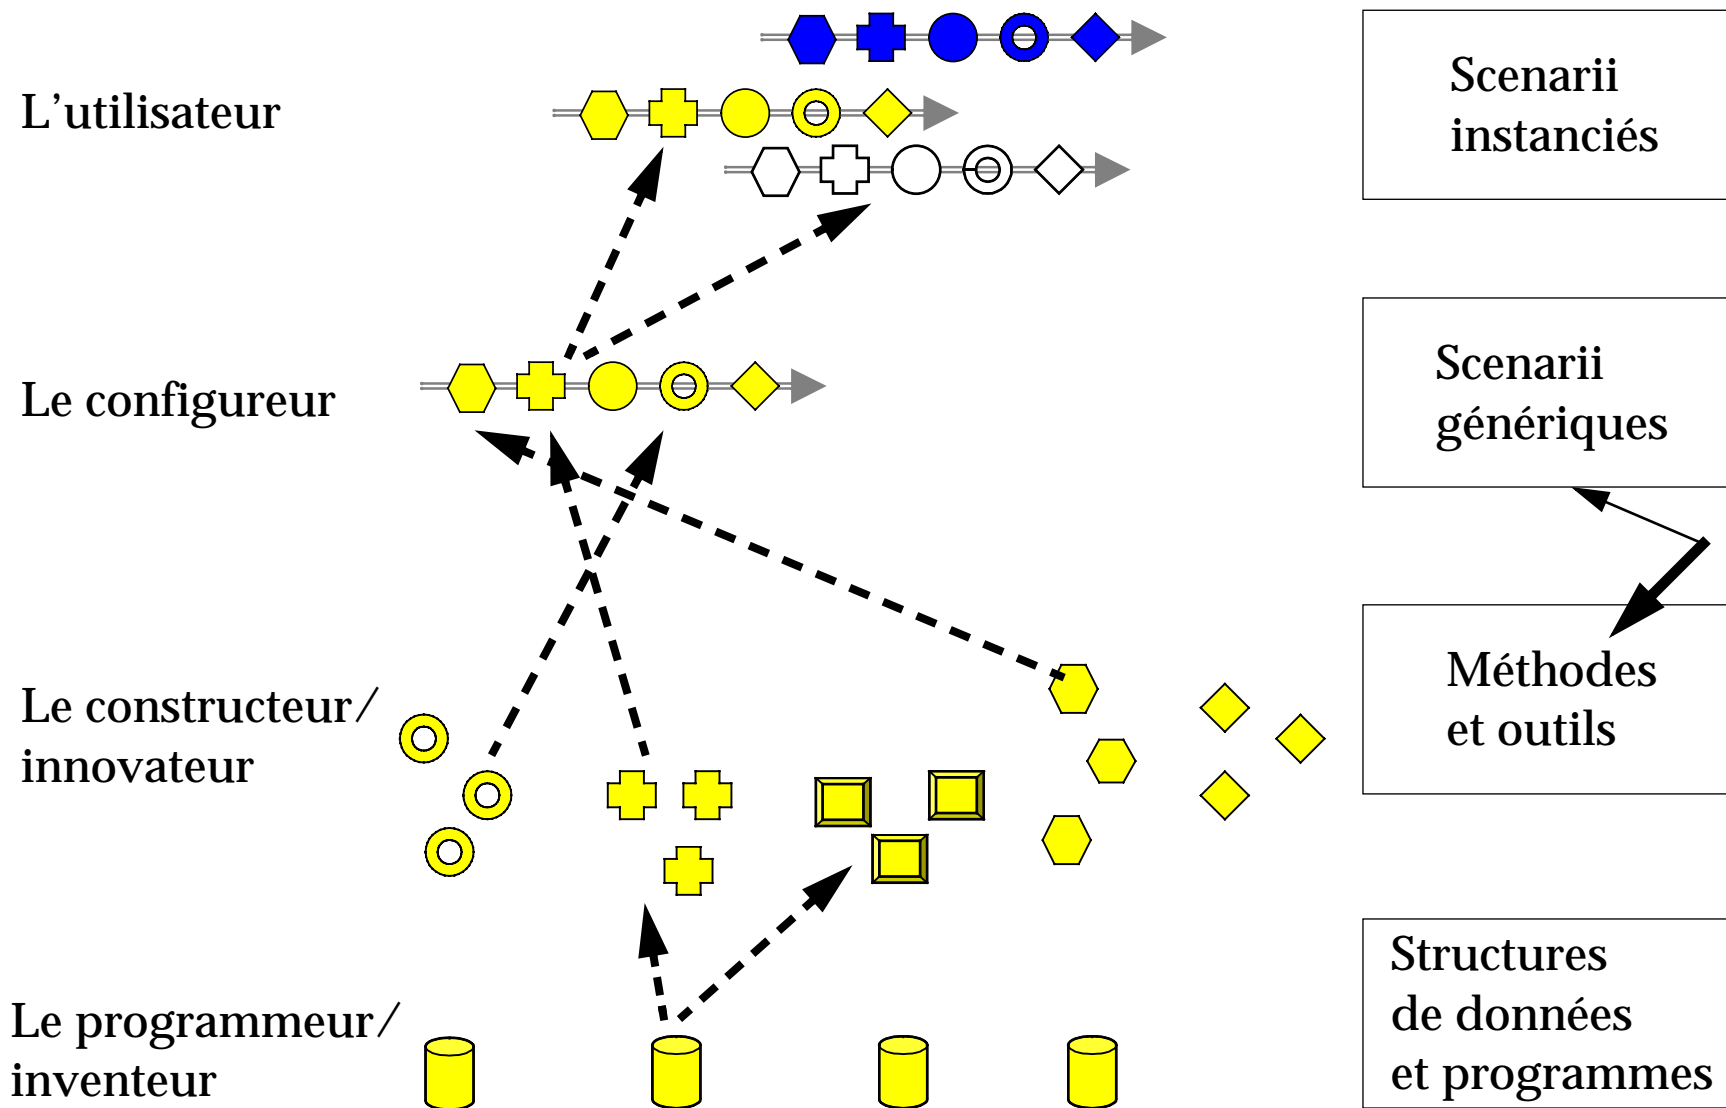 L'utilisateur
Scenarii
instanciés
Le configureur
Scenarii
génériques
Le constructeur/
innovateur
Méthodes
et outils
Le programmeur/
inventeur
Structures
de données
et programmes